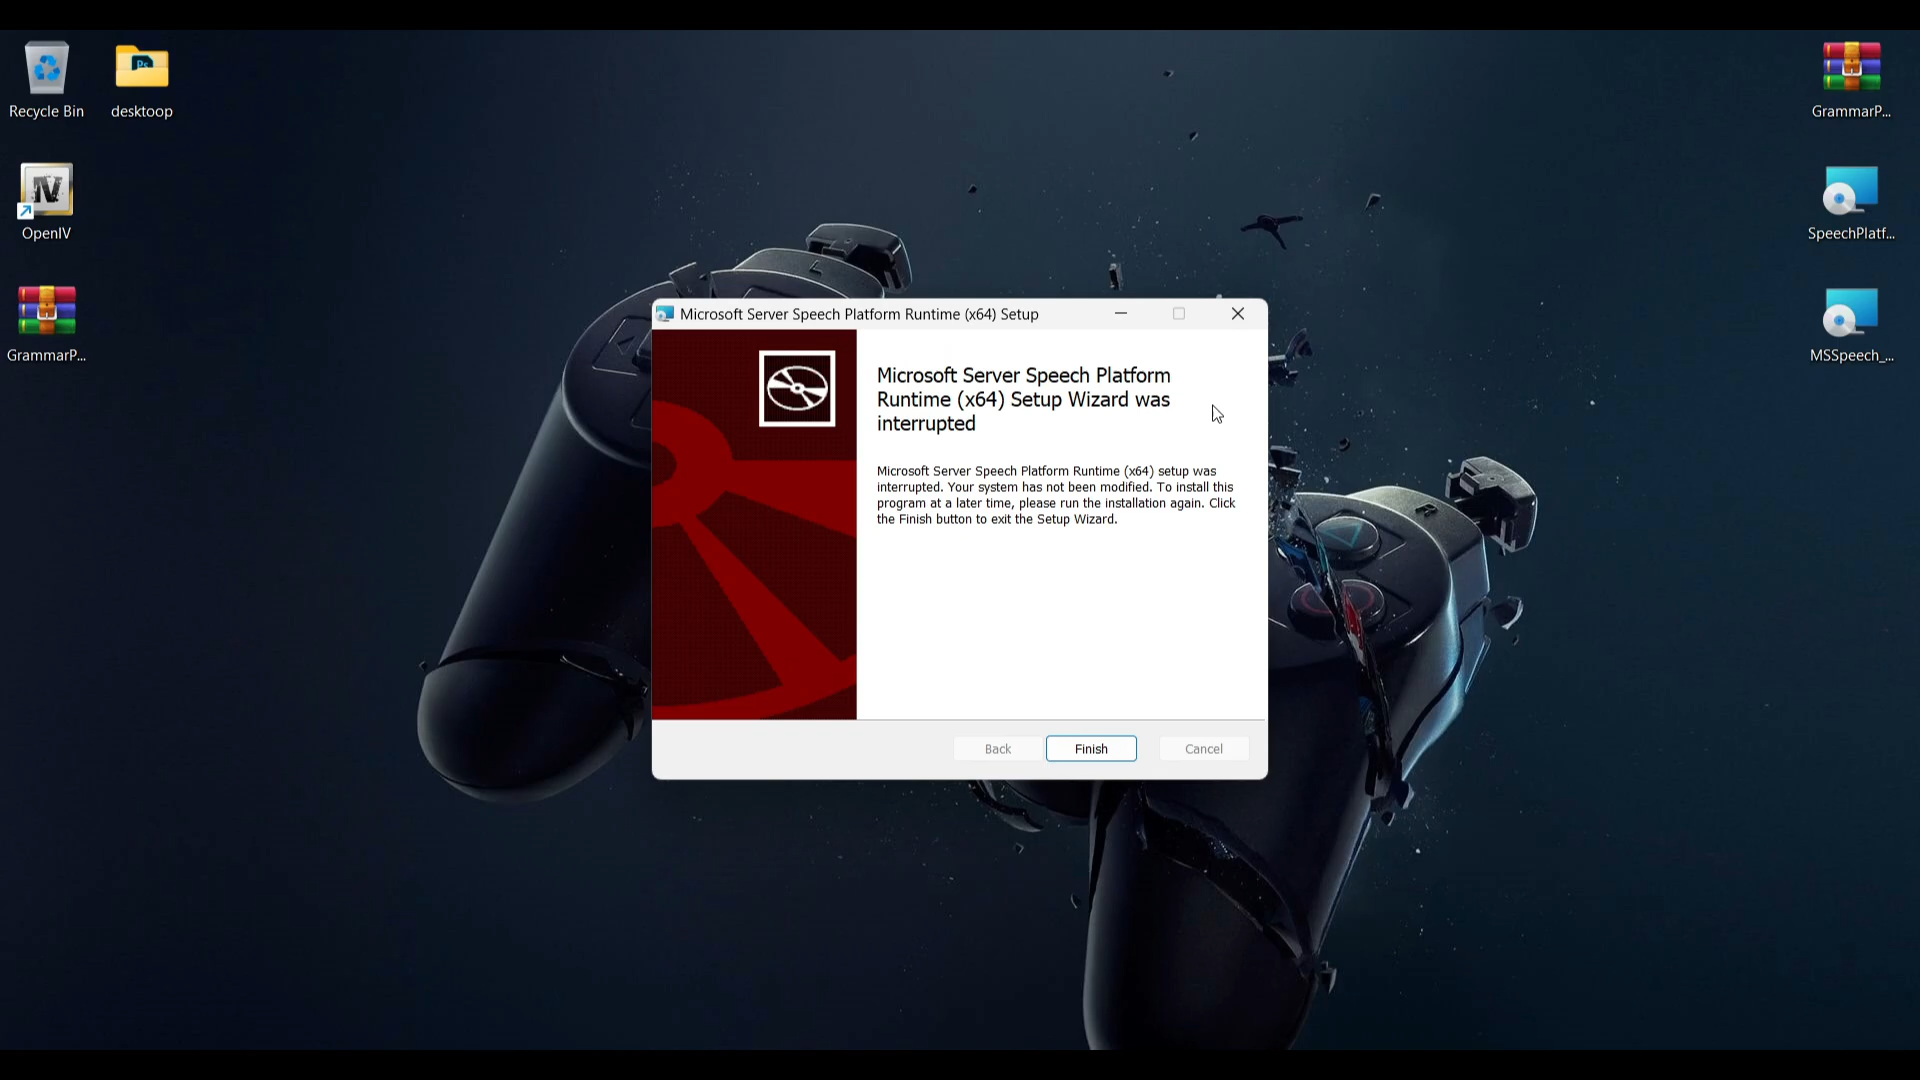 Recycle Bin
desktoop
OpenIV
GrammarP...
GrammarP...
SpeechPlatf...
MSSpeech_...
Microsoft Server Speech Platform Runtime (x64) Setup
Microsoft Server Speech Platform
Runtime (x64) Setup Wizard was
interrupted
Microsoft Server Speech Platform Runtime (x64) setup was
interrupted. Your system has not been modified. To install this
program at a later time, please run the installation again. Click
the Finish button to exit the Setup Wizard.
Back
Finish
Cancel
Ps
IV
L
R